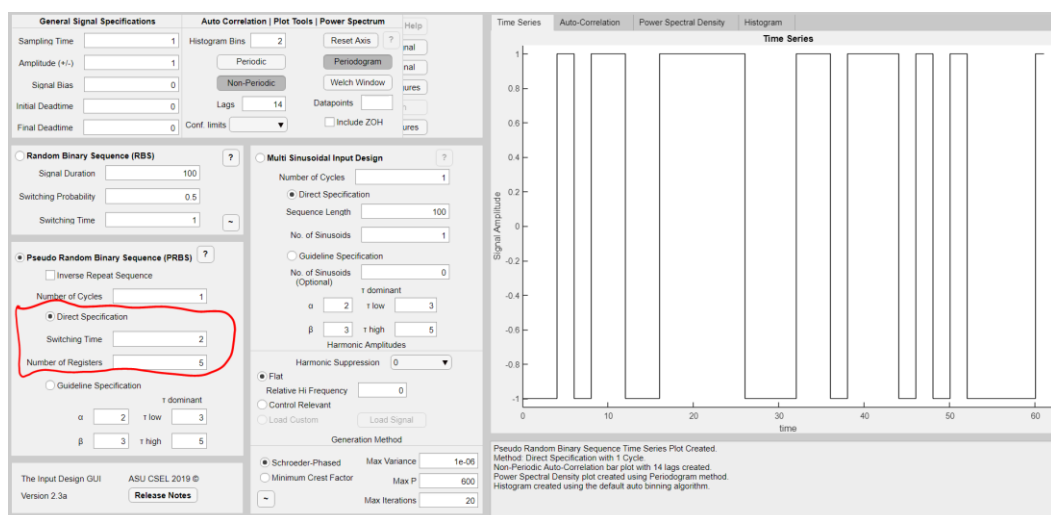 General Signal Specifications
Sampling Time 1
Amplitude (+/-) 1
Signal Bias 0
Initial Deadtime 0
Final Deadtime 0
Auto Correlation | Plot Tools | Power Spectrum
Histogram Bins 2 Reset Axis ?
Periodic Periodogram
Non-Periodic Welch Window
Lags 14 Datapoints
Conf. limits Include ZOH
Help
nal
nal
ures
ures
Random Binary Sequence (RBS) ?
Signal Duration 100
Switching Probability 0.5
Switching Time 1 ~
Pseudo Random Binary Sequence (PRBS) ?
Inverse Repeat Sequence
Number of Cycles 1
Direct Specification
Switching Time 2
Number of Registers 5
Guideline Specification
τ dominant
α 2 τ low 3
β 3 τ high 5
The Input Design GUI ASU CSEL 2019 ©
Version 2.3a Release Notes
Multi Sinusoidal Input Design ?
Number of Cycles 1
Direct Specification
Sequence Length 100
No. of Sinusoids 1
Guideline Specification
No. of Sinusoids 0
(Optional)
τ dominant
α 2 τ low 3
β 3 τ high 5
Harmonic Amplitudes
Harmonic Suppression 0
Flat
Relative Hi Frequency 0
Control Relevant
Load Custom Load Signal
Generation Method
Schroeder-Phased Max Variance 1e-06
Minimum Crest Factor Max P 600
~ Max Iterations 20
Time Series Auto-Correlation Power Spectral Density Histogram
Time Series
Signal Amplitude
1
0.8
0.6
0.4
0.2
0
-0.2
-0.4
-0.6
-0.8
-1
0 10 20 30 40 50 60
time
Pseudo Random Binary Sequence Time Series Plot Created.
Method: Direct Specification with 1 Cycle.
Non-Periodic Auto-Correlation bar plot with 14 lags created.
Power Spectral Density plot created using Periodogram method.
Histogram created using the default auto binning algorithm.